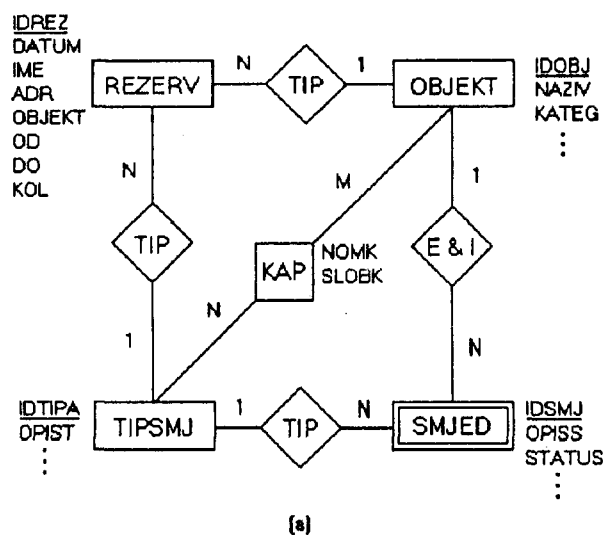 IDREZ
DATUM
IME
ADR
OBJEKT
OD
DO
KOL
REZERV
N
TIP
1
OBJEKT
IDOBJ
NAZIV
KATEG
N
M
1
TIP
KAP
NOMK
SLOBK
E & I
1
N
N
IDTIPA
OPIST
TIPSMJ
1
TIP
N
SMJED
IDSMJ
OPISS
STATUS
(a)